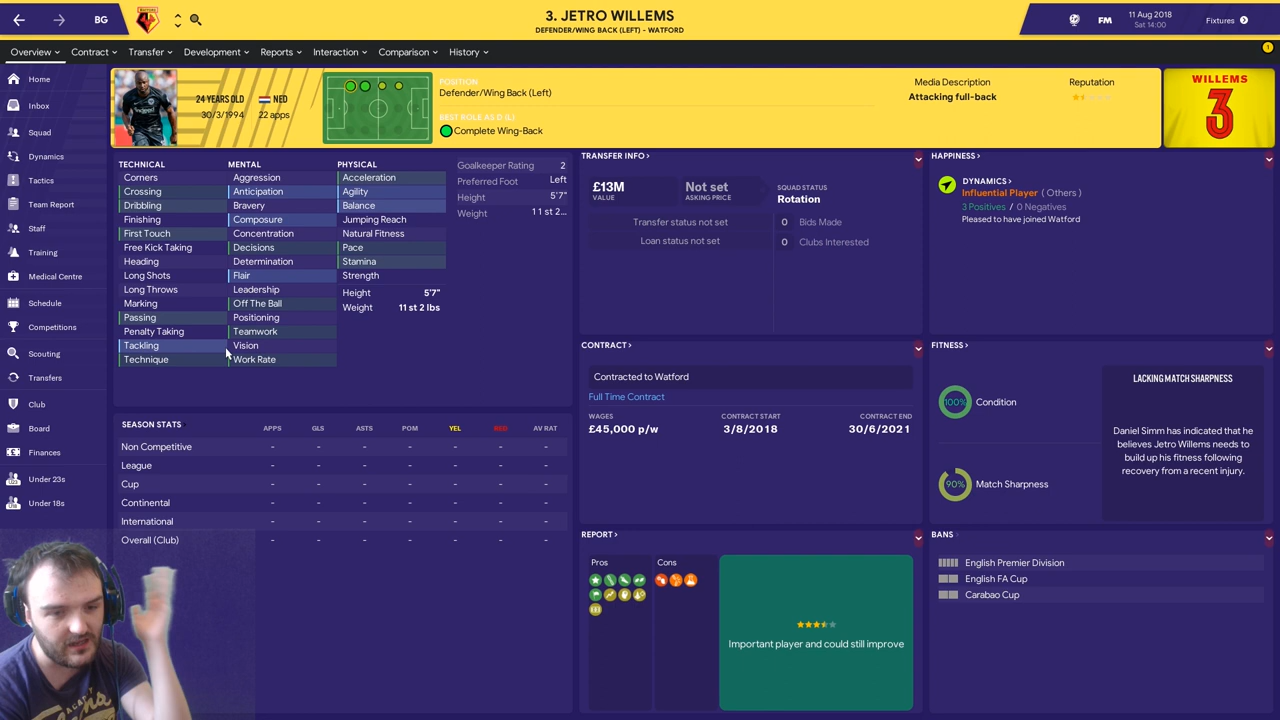 BG
3. JETRO WILLEMS
DEFENDER/WING BACK (LEFT) - WATFORD
FM
11 Aug 2018
Sat 14:00
Fixtures
Overview
Contract
Transfer
Development
Reports
Interaction
Comparison
History
1
Home
Inbox
Squad
Dynamics
Tactics
Team Report
Staff
Training
Medical Centre
Schedule
Competitions
Scouting
Transfers
Club
Board
Finances
Under 23s
Under 18s
24 YEARS OLD
NED
30/3/1994
22 apps
POSITION
Defender/Wing Back (Left)
BEST ROLE AS D (L)
Complete Wing-Back
Media Description
Attacking full-back
Reputation
WILLEMS
3
TECHNICAL
Corners
Crossing
Dribbling
Finishing
First Touch
Free Kick Taking
Heading
Long Shots
Long Throws
Marking
Passing
Penalty Taking
Tackling
Technique
MENTAL
Aggression
Anticipation
Bravery
Composure
Concentration
Decisions
Determination
Flair
Leadership
Off The Ball
Positioning
Teamwork
Vision
Work Rate
PHYSICAL
Acceleration
Agility
Balance
Jumping Reach
Natural Fitness
Pace
Stamina
Strength
Height 5'7"
Weight 11 st 2 lbs
Goalkeeper Rating 2
Preferred Foot Left
Height 5'7"
Weight 11 st 2...
TRANSFER INFO >
£13M
VALUE
Not set
ASKING PRICE
SQUAD STATUS
Rotation
Transfer status not set
Loan status not set
0 Bids Made
0 Clubs Interested
HAPPINESS >
DYNAMICS >
Influential Player ( Others )
3 Positives / 0 Negatives
Pleased to have joined Watford
SEASON STATS
APPS GLS ASTS POM YEL RED AV RAT
Non Competitive - - - - - - -
League - - - - - - -
Cup - - - - - - -
Continental - - - - - - -
International - - - - - - -
Overall (Club) - - - - - - -
CONTRACT >
Contracted to Watford
Full Time Contract
WAGES
£45,000 p/w
CONTRACT START
3/8/2018
CONTRACT END
30/6/2021
FITNESS >
100% Condition
90% Match Sharpness
LACKING MATCH SHARPNESS
Daniel Simm has indicated that he
believes Jetro Willems needs to
build up his fitness following
recovery from a recent injury.
REPORT >
Pros
Cons
Important player and could still improve
BANS
English Premier Division
English FA Cup
Carabao Cup